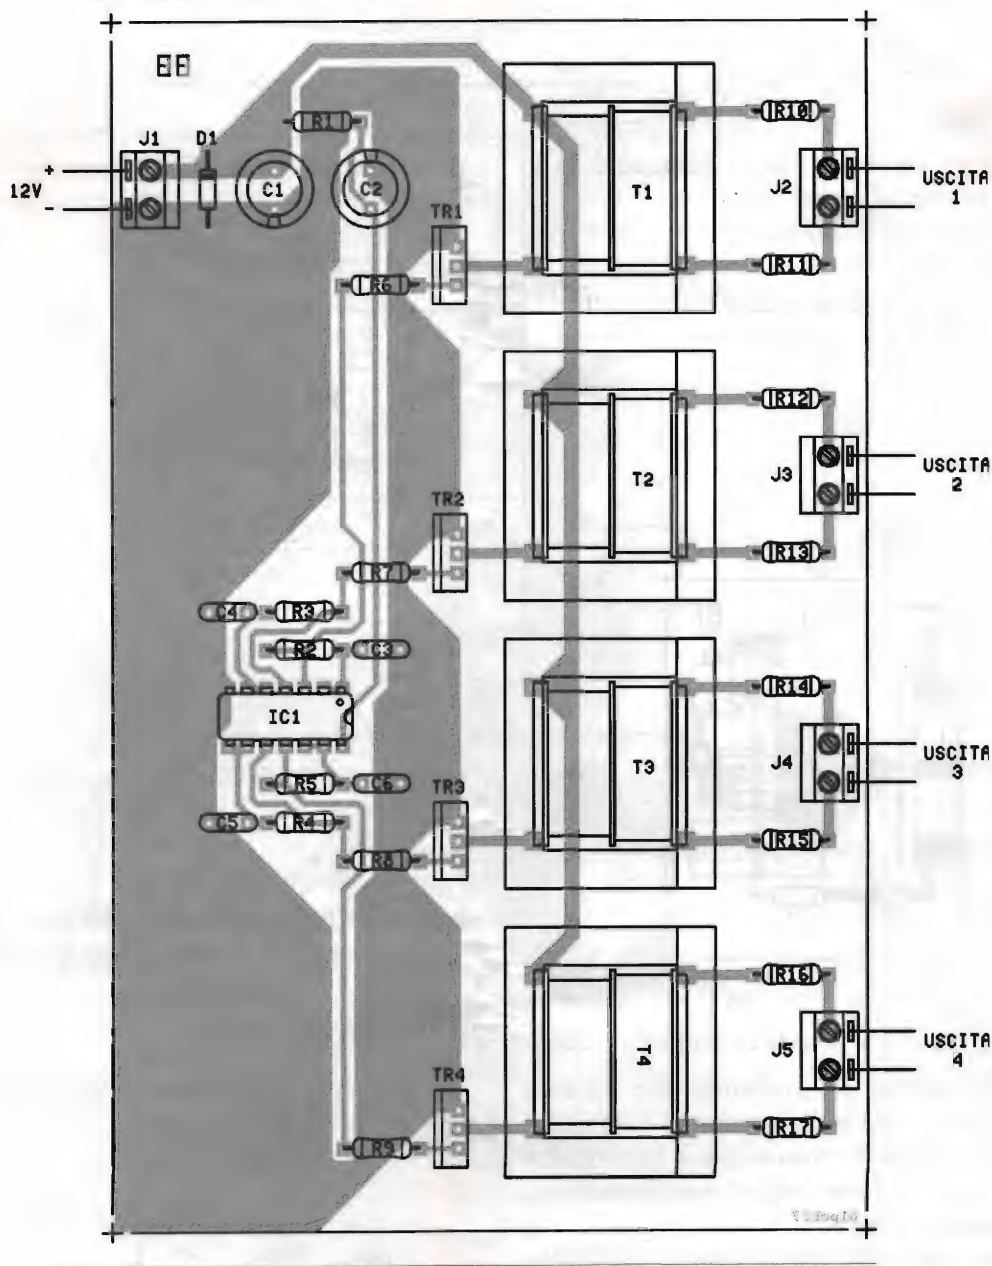 EE
R1
J1
D1
+
12V
-
C1
C2
TR1
T1
R10
J2
USCITA
1
R11
R6
R12
T2
J3
USCITA
2
TR2
R13
R7
C4
R3
R2
C3
IC1
R14
T3
J4
USCITA
3
R5
C6
TR3
C5
R4
R15
R8
R16
T4
J5
USCITA
4
TR4
R9
R17